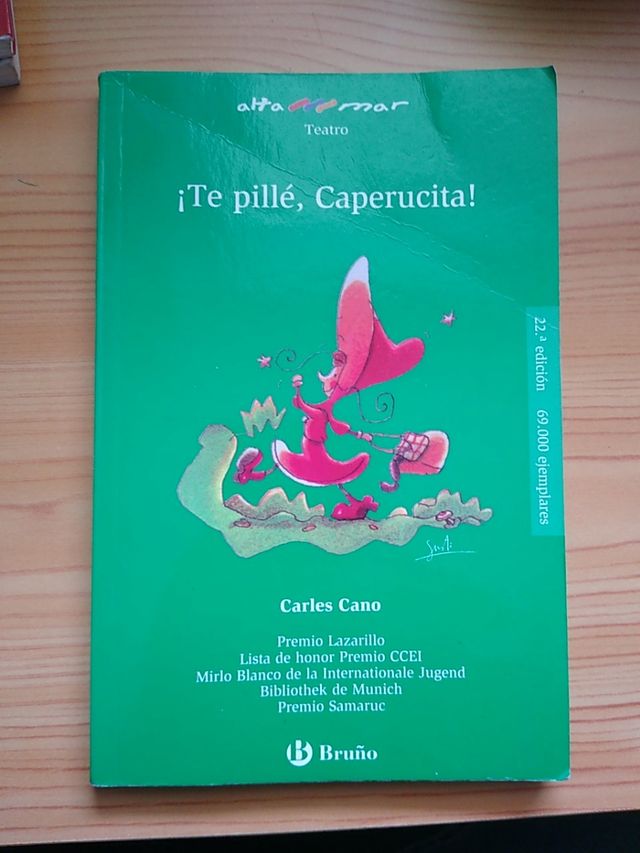 alta mar
Teatro
¡Te pillé, Caperucita!
22.ª edición 69.000 ejemplares
Gusti
Carles Cano
Premio Lazarillo
Lista de honor Premio CCEI
Mirlo Blanco de la Internationale Jugend
Bibliothek de Munich
Premio Samaruc
B Bruño